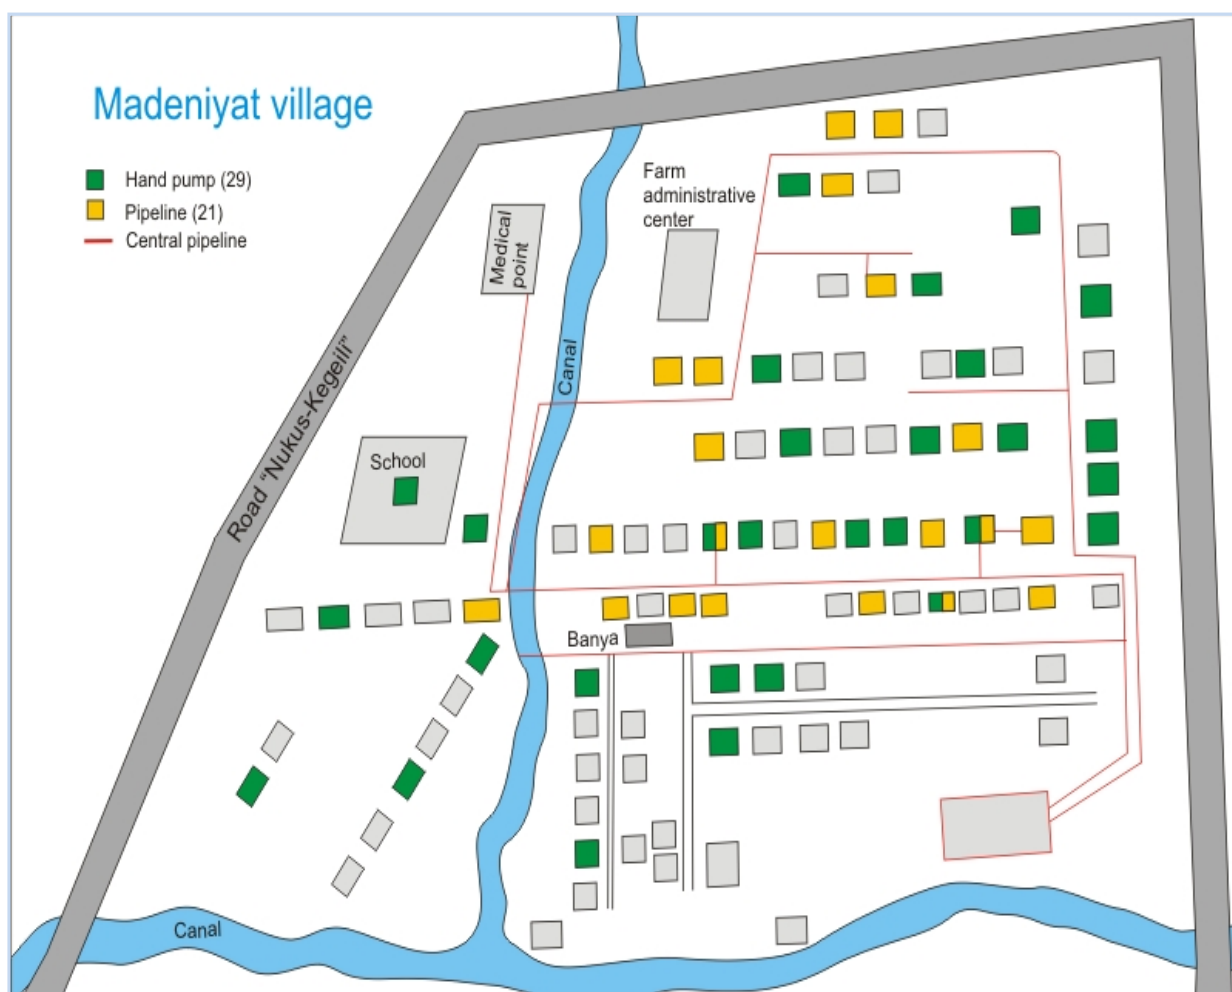 Madeniyat village
Hand pump (29)
Pipeline (21)
Central pipeline
Farm
administrative
center
Medical
point
Canal
Road "Nukus-Kegeili"
School
Banya
Canal